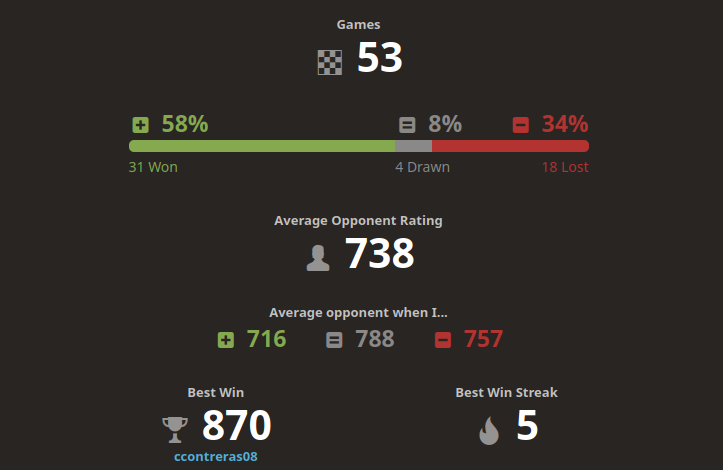 Games
53
58% 8% 34%
31 Won 4 Drawn 18 Lost
Average Opponent Rating
738
Average opponent when I...
716 788 757
Best Win Best Win Streak
870 5
ccontreras08